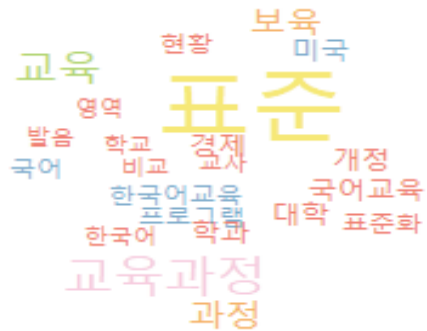 보육
현황
미국
교육
표준
영역
발음
학교
경제
국어
비교
교사
개정
한국어교육
국어교육
프로그램
대학
표준화
한국어
학과
교육과정
과정